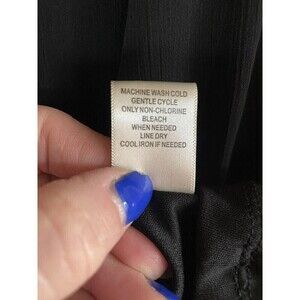 MACHINE WASH COLD
GENTLE CYCLE
ONLY NON-CHLORINE
BLEACH
WHEN NEEDED
LINE DRY
COOL IRON IF NEEDED